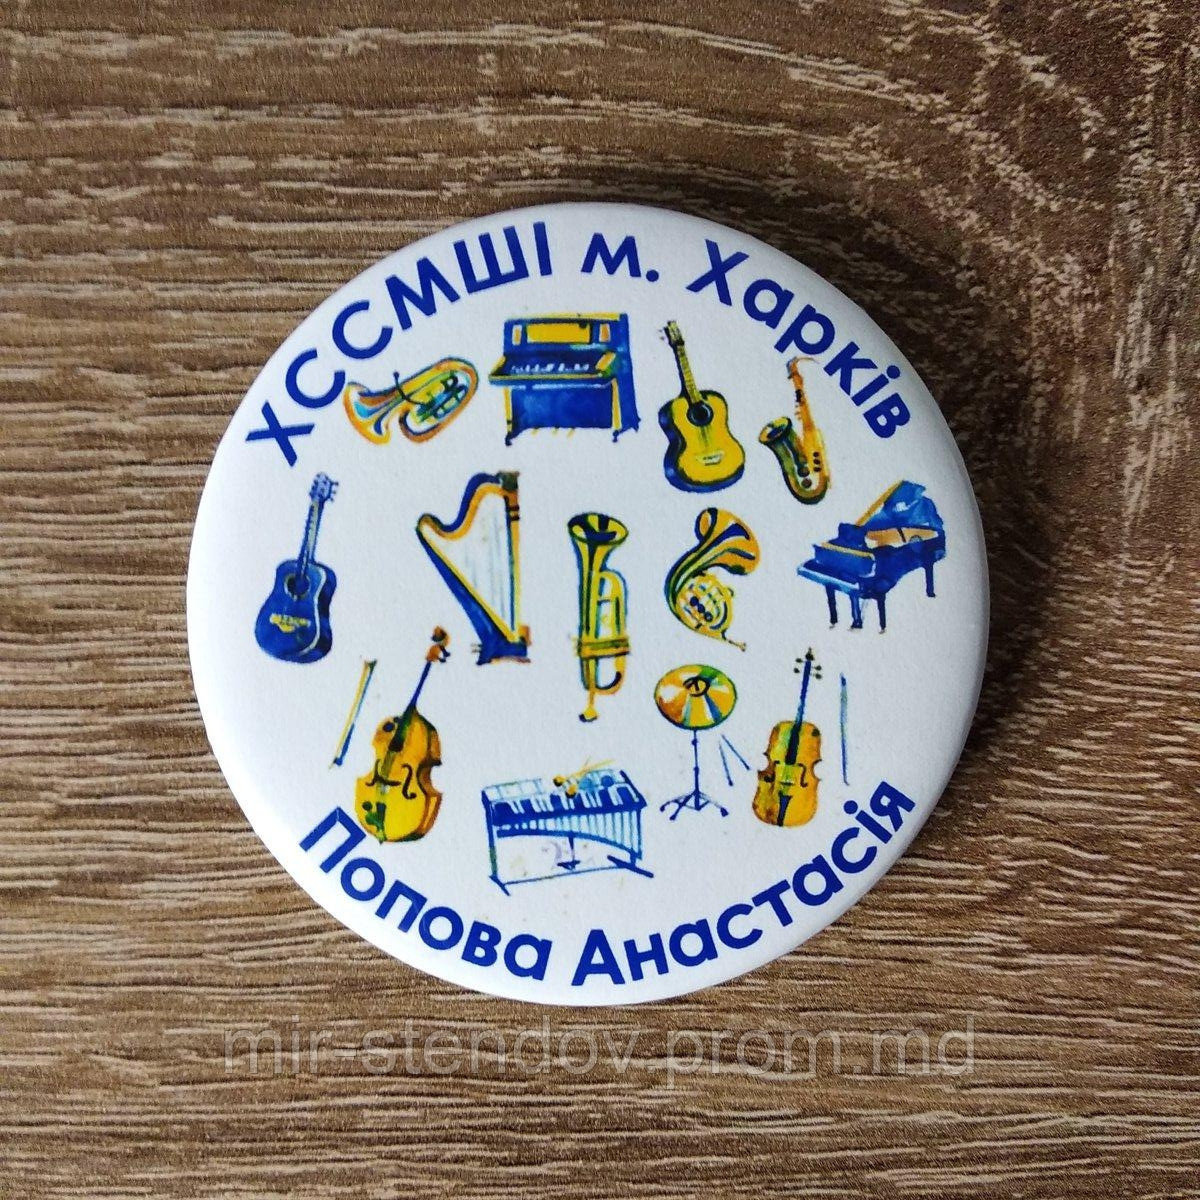 ХССМШІ м. Харків
Попова Анастасія
mir-stendov.prom.md